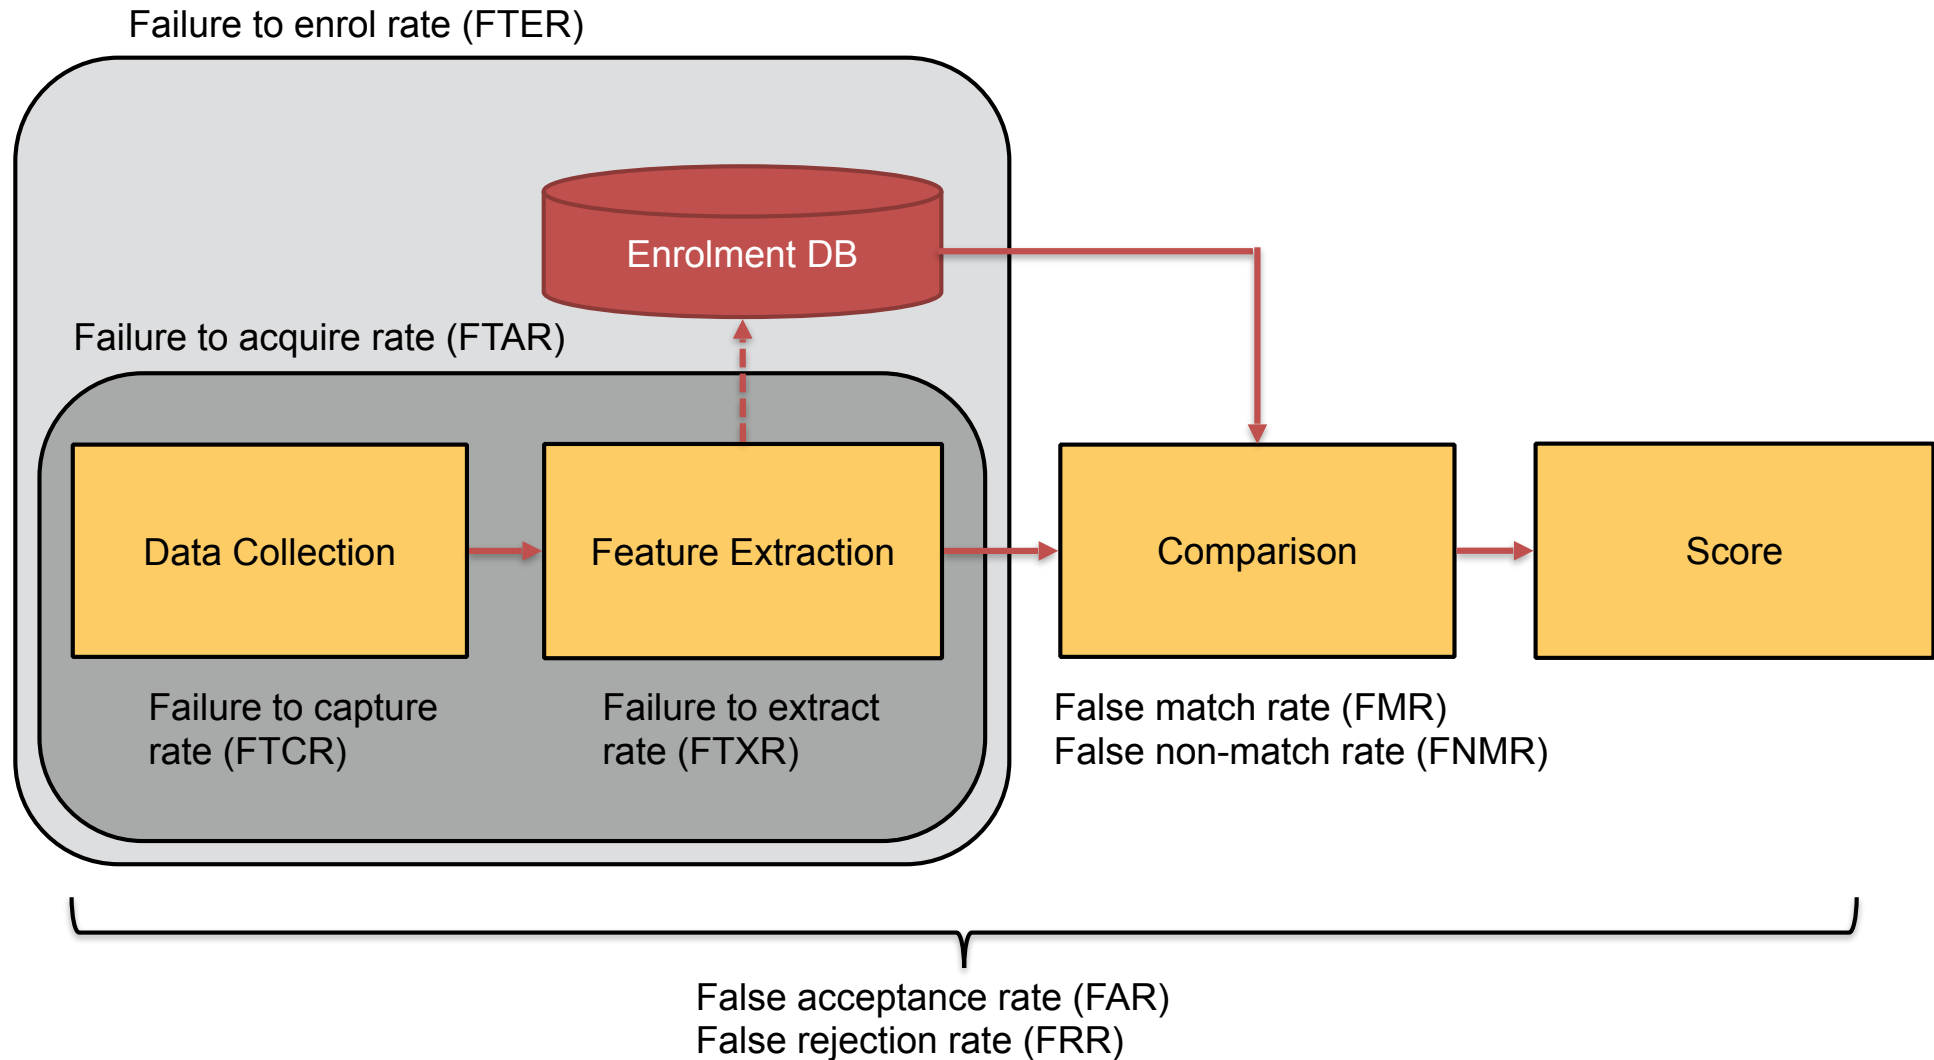 Failure to enrol rate (FTER)
Enrolment DB
Failure to acquire rate (FTAR)
Data Collection
Feature Extraction
Comparison
Score
Failure to capture
rate (FTCR)
Failure to extract
rate (FTXR)
False match rate (FMR)
False non-match rate (FNMR)
False acceptance rate (FAR)
False rejection rate (FRR)